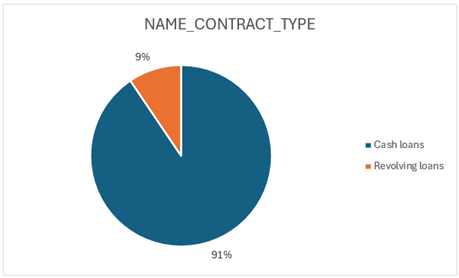 NAME_CONTRACT_TYPE
9%
Cash loans
Revolving loans
91%